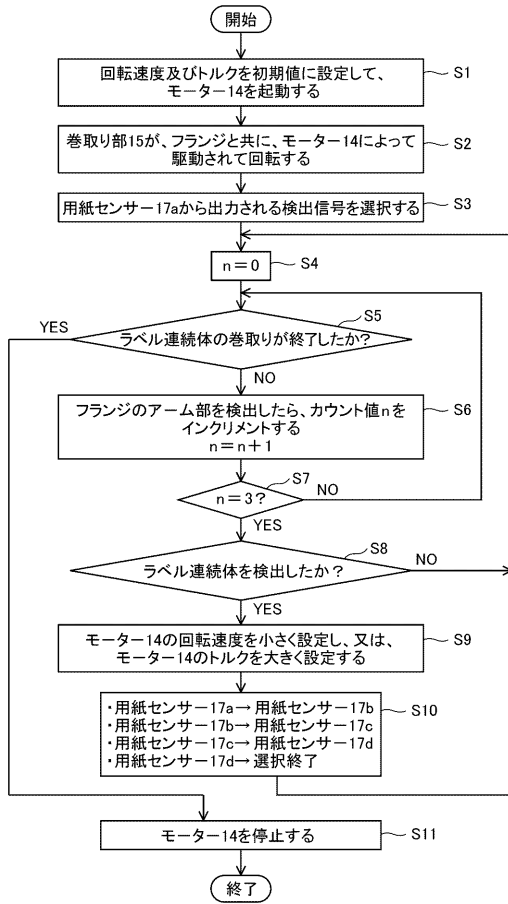 開始
回転速度及びトルクを初期値に設定して、
モーター14を起動する
S1
巻取り部15が、フランジと共に、モーター14によって
駆動されて回転する
S2
用紙センサー17aから出力される検出信号を選択する
S3
n=0
S4
S5
YES
ラベル連続体の巻取りが終了したか?
NO
フランジのアーム部を検出したら、カウント値nを
インクリメントする
n=n+1
S6
S7
n=3?
NO
YES
S8
ラベル連続体を検出したか?
NO
YES
モーター14の回転速度を小さく設定し、又は、
モーター14のトルクを大きく設定する
S9
・用紙センサー17a→用紙センサー17b
・用紙センサー17b→用紙センサー17c
・用紙センサー17c→用紙センサー17d
・用紙センサー17d→選択終了
S10
モーター14を停止する
S11
終了